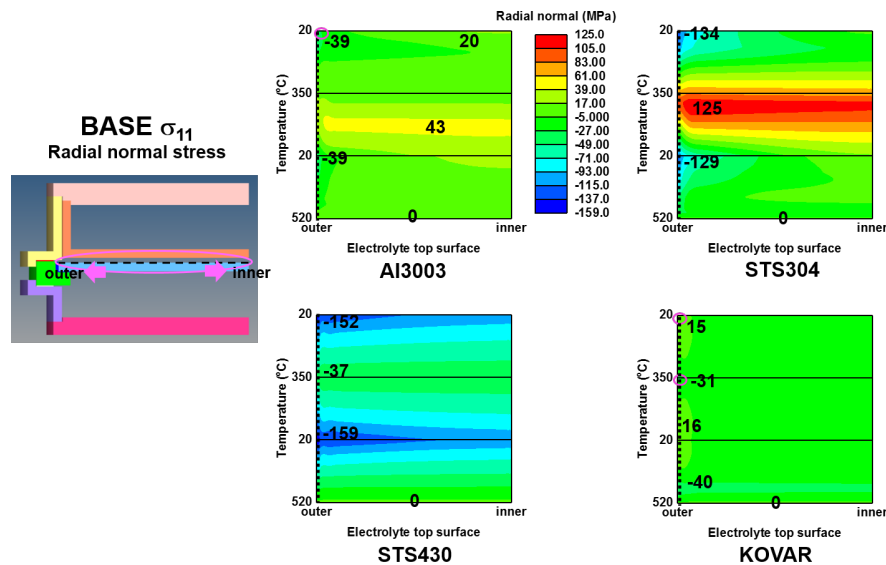 BASE σ11
Radial normal stress
outer
inner
Radial normal (MPa)
125.0
105.0
83.00
61.00
39.00
17.00
-5.000
-27.00
-49.00
-71.00
-93.00
-115.0
-137.0
-159.0
Temperature (°C)
20
350
20
520
-39
20
43
-39
0
outer
inner
Electrolyte top surface
Al3003
Temperature (°C)
20
350
20
520
-134
125
-129
0
outer
inner
Electrolyte top surface
STS304
Temperature (°C)
20
350
20
520
-152
-37
-159
0
outer
inner
Electrolyte top surface
STS430
Temperature (°C)
20
350
20
520
15
-31
16
-40
0
outer
inner
Electrolyte top surface
KOVAR